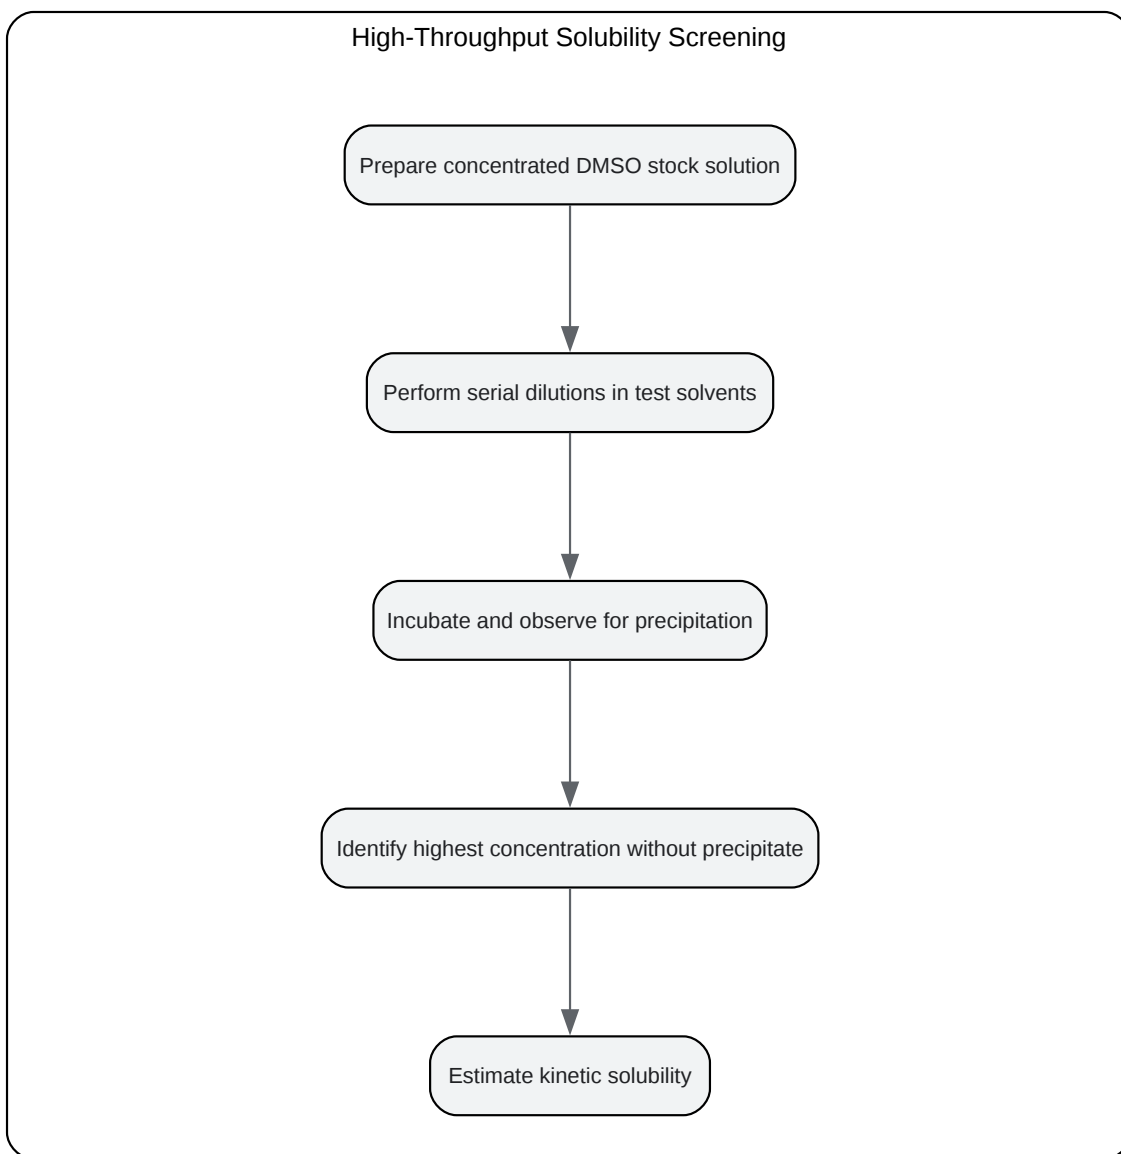 High-Throughput Solubility Screening
Prepare concentrated DMSO stock solution
Perform serial dilutions in test solvents
Incubate and observe for precipitation
Identify highest concentration without precipitate
Estimate kinetic solubility